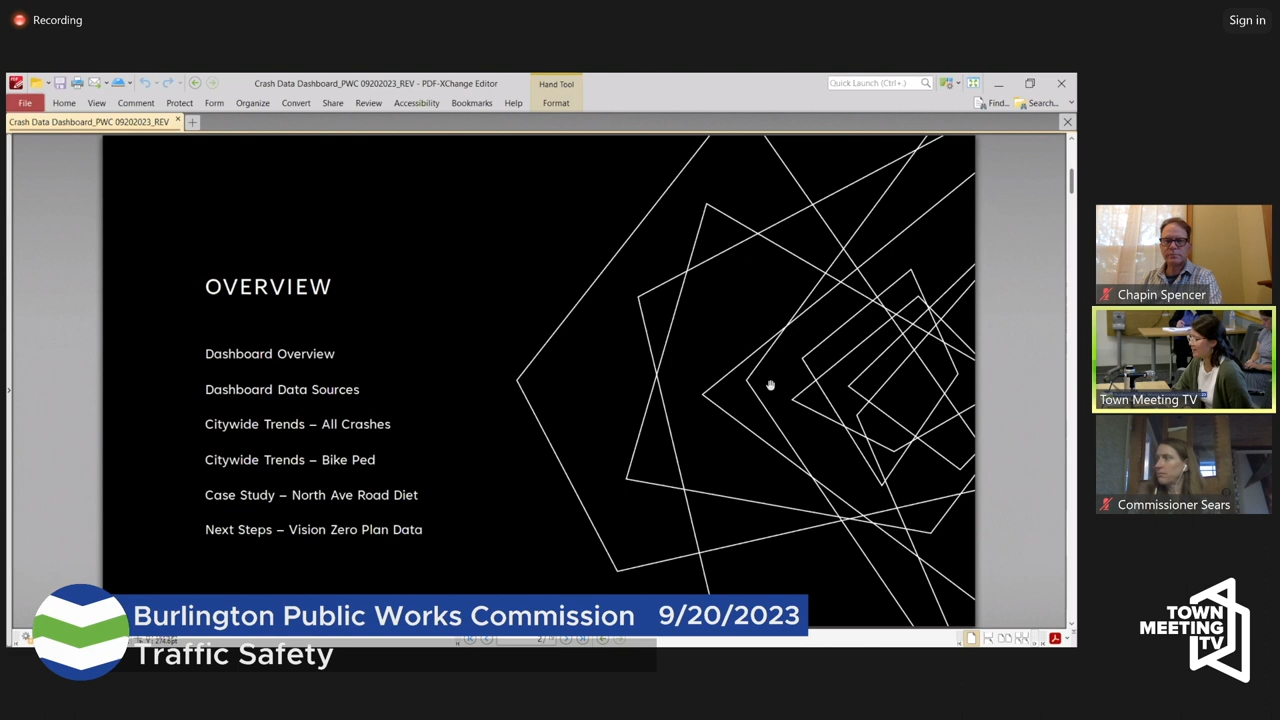 Recording
Sign in
Crash Data Dashboard_PWC 09202023_REV - PDF-XChange Editor
Hand Tool
Quick Launch (Ctrl+.)
File Home View Comment Protect Form Organize Convert Share Review Accessibility Bookmarks Help Format
Find... Search...
Crash Data Dashboard_PWC 09202023_REV
OVERVIEW
Dashboard Overview
Dashboard Data Sources
Citywide Trends – All Crashes
Citywide Trends – Bike Ped
Case Study – North Ave Road Diet
Next Steps – Vision Zero Plan Data
Chapin Spencer
Town Meeting TV
Commissioner Sears
Burlington Public Works Commission 9/20/2023
Traffic Safety
TOWN
MEETING
TV